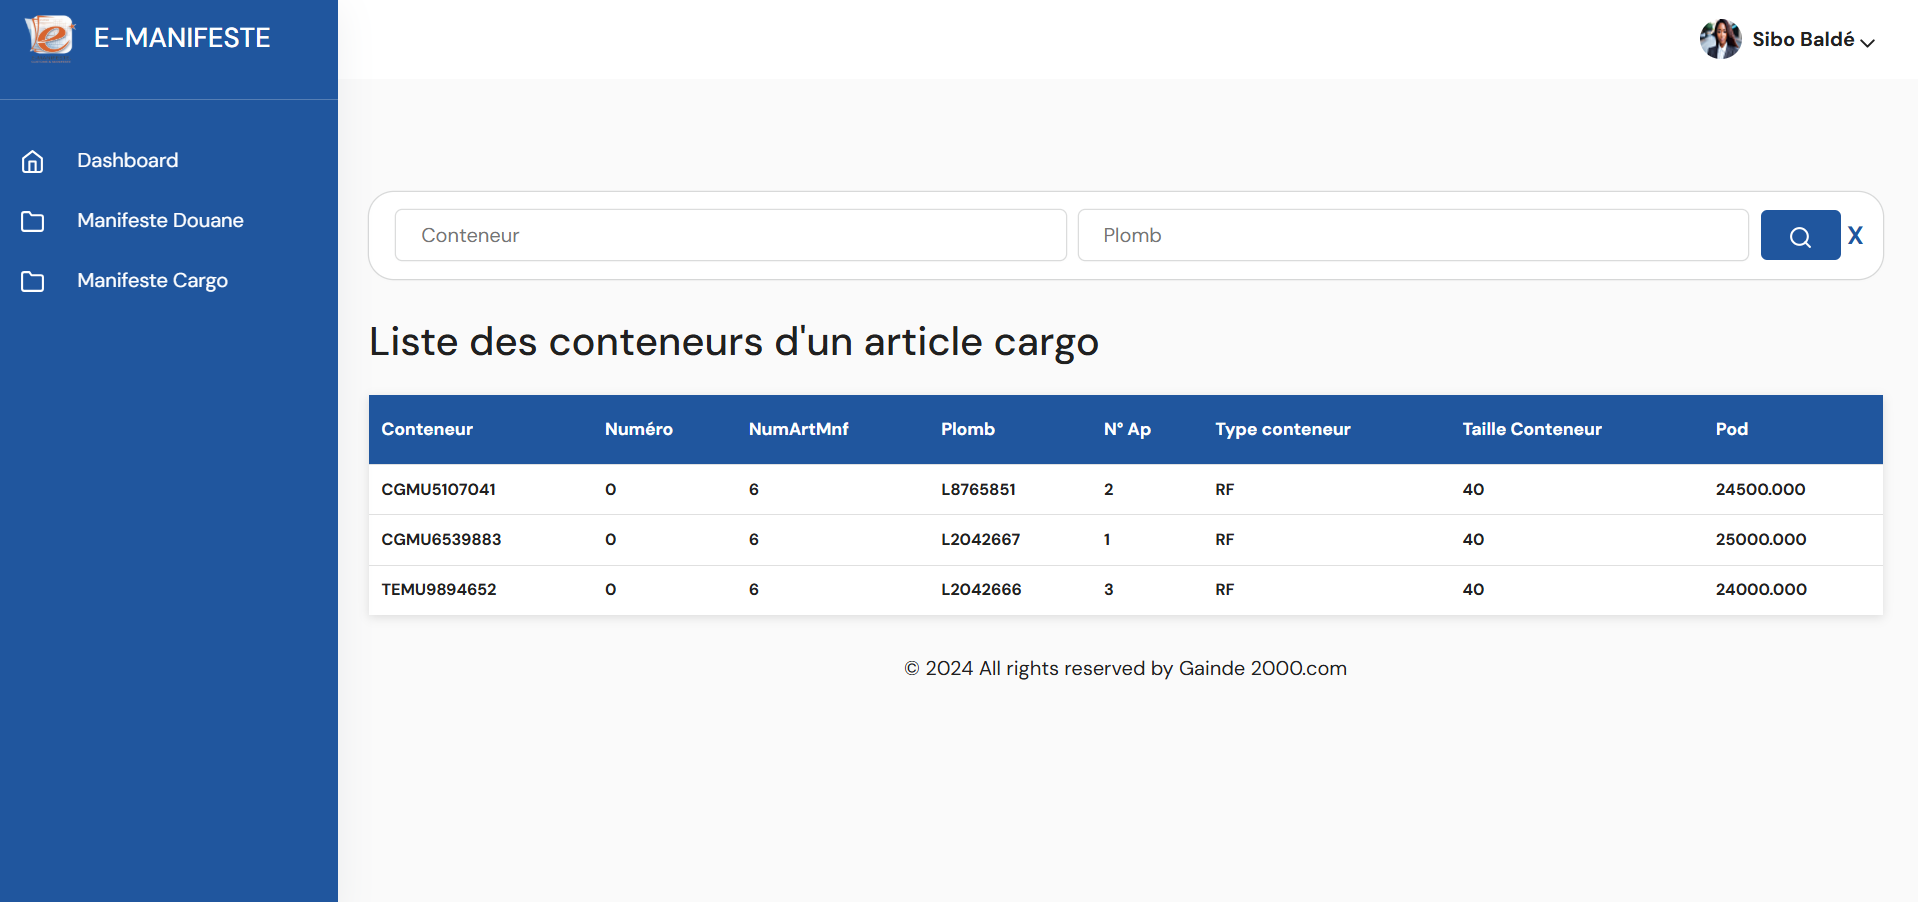 E-MANIFESTE
Sibo Baldé
Dashboard
Manifeste Douane
Manifeste Cargo
Conteneur Plomb X
Liste des conteneurs d'un article cargo
Conteneur Numéro NumArtMnf Plomb N° Ap Type conteneur Taille Conteneur Pod
CGMU5107041 0 6 L8765851 2 RF 40 24500.000
CGMU6539883 0 6 L2042667 1 RF 40 25000.000
TEMU9894652 0 6 L2042666 3 RF 40 24000.000
© 2024 All rights reserved by Gainde 2000.com